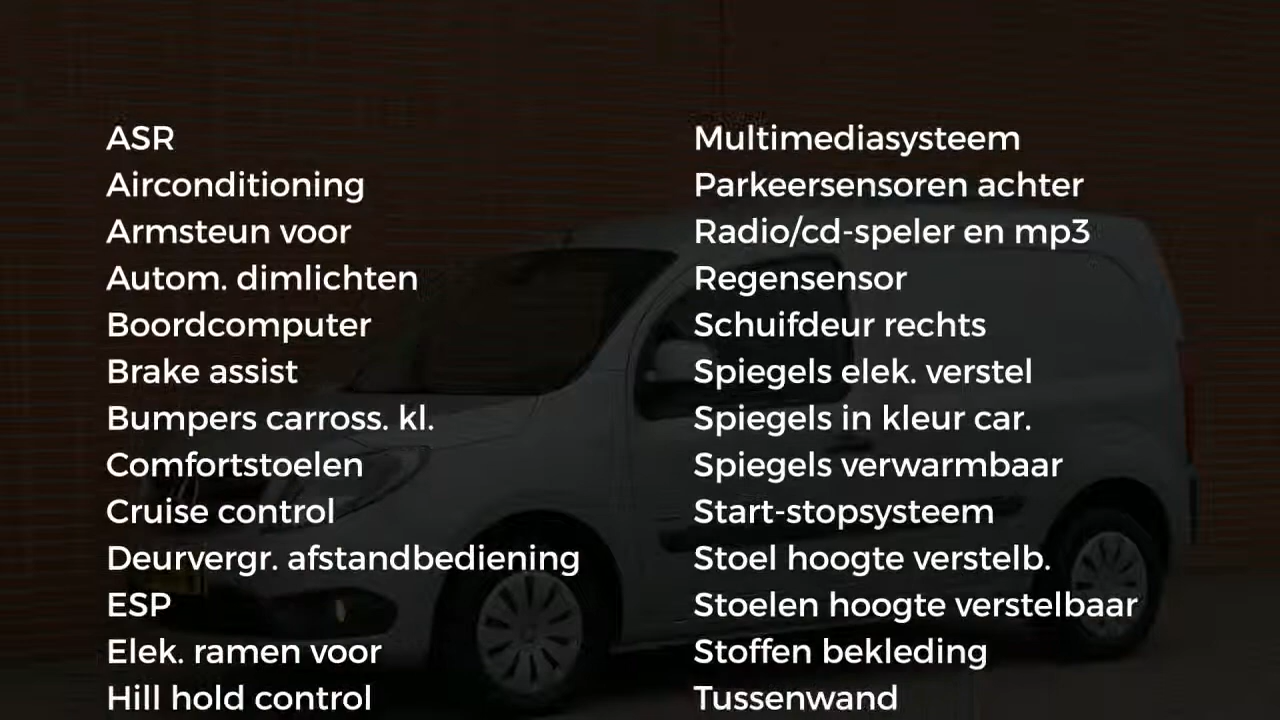 ASR
Airconditioning
Armsteun voor
Autom. dimlichten
Boordcomputer
Brake assist
Bumpers carross. kl.
Comfortstoelen
Cruise control
Deurvergr. afstandbediening
ESP
Elek. ramen voor
Hill hold control
Multimediasysteem
Parkeersensoren achter
Radio/cd-speler en mp3
Regensensor
Schuifdeur rechts
Spiegels elek. verstel
Spiegels in kleur car.
Spiegels verwarmbaar
Start-stopsysteem
Stoel hoogte verstelb.
Stoelen hoogte verstelbaar
Stoffen bekleding
Tussenwand